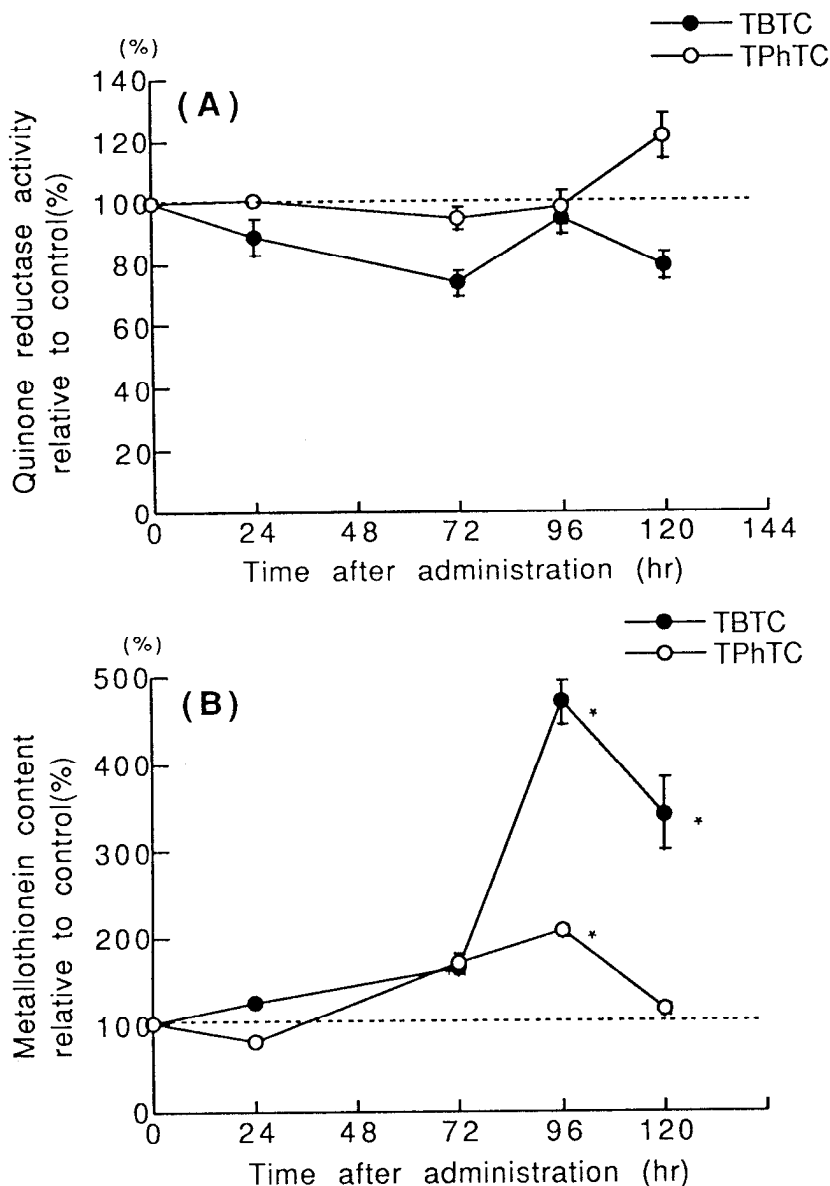 TBTC
TPhTC
(%)
(A)
140
120
100
80
60
40
20
0
Quinone reductase activity
relative to control(%)
0 24 48 72 96 120 144
Time after administration (hr)
TBTC
TPhTC
(%)
(B)
500
400
300
200
100
0
Metallothionein content
relative to control(%)
*
*
*
0 24 48 72 96 120
Time after administration (hr)